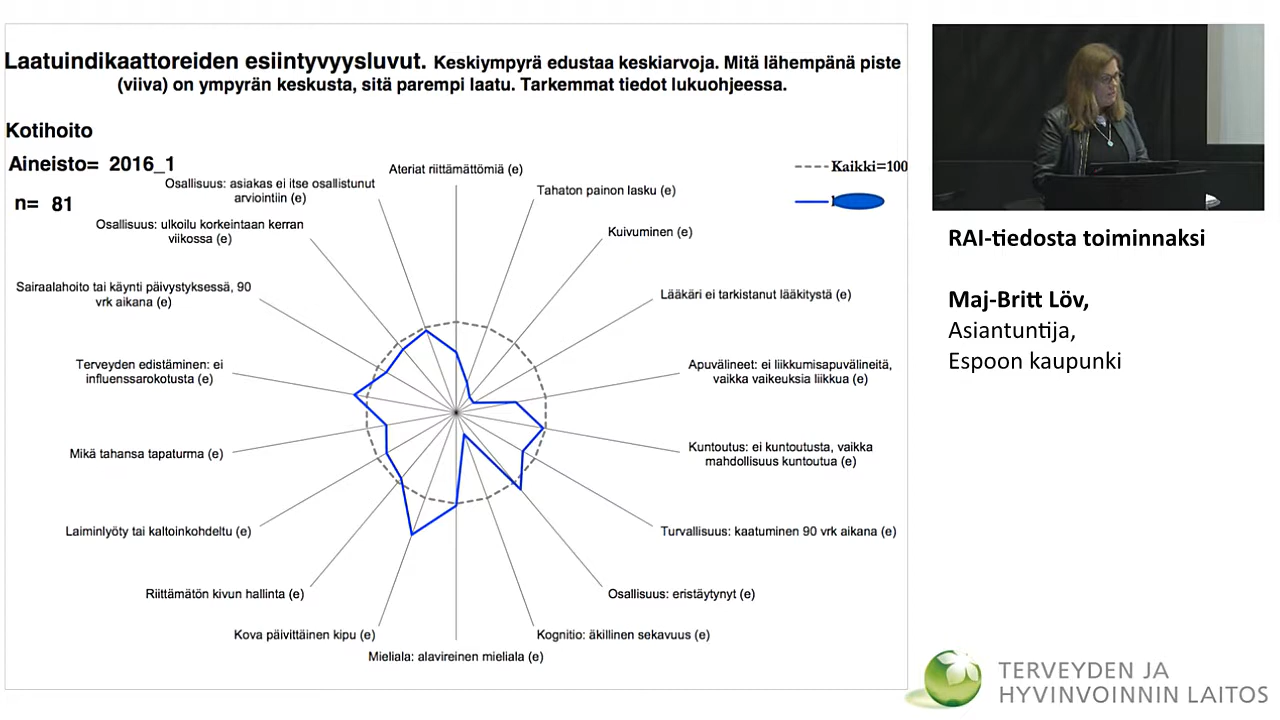 Laatuindikaattoreiden esiintyvyysluvut. Keskiympyrä edustaa keskiarvoja. Mitä lähempänä piste
(viiva) on ympyrän keskusta, sitä parempi laatu. Tarkemmat tiedot lukuohjeessa.
Kotihoito
Aineisto= 2016_1
n= 81
Kaikki=100
Ateriat riittämättömiä (e)
Tahaton painon lasku (e)
Kuivuminen (e)
Lääkäri ei tarkistanut lääkitystä (e)
Apuvälineet: ei liikkumisapuvälineitä,
vaikka vaikeuksia liikkua (e)
Kuntoutus: ei kuntoutusta, vaikka
mahdollisuus kuntoutua (e)
Turvallisuus: kaatuminen 90 vrk aikana (e)
Osallisuus: eristäytynyt (e)
Kognitio: äkillinen sekavuus (e)
Mieliala: alavireinen mieliala (e)
Kova päivittäinen kipu (e)
Riittämätön kivun hallinta (e)
Laiminlyöty tai kaltoinkohdeltu (e)
Mikä tahansa tapaturma (e)
Terveyden edistäminen: ei
influenssarokotusta (e)
Sairaalahoito tai käynti päivystyksessä, 90
vrk aikana (e)
Osallisuus: ulkoilu korkeintaan kerran
viikossa (e)
Osallisuus: asiakas ei itse osallistunut
arviointiin (e)
RAI-tiedosta toiminnaksi
Maj-Britt Löv,
Asiantuntija,
Espoon kaupunki
TERVEYDEN JA
HYVINVOINNIN LAITOS